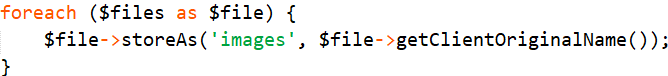 foreach ($files as $file) {
    $file->storeAs('images', $file->getClientOriginalName());
}